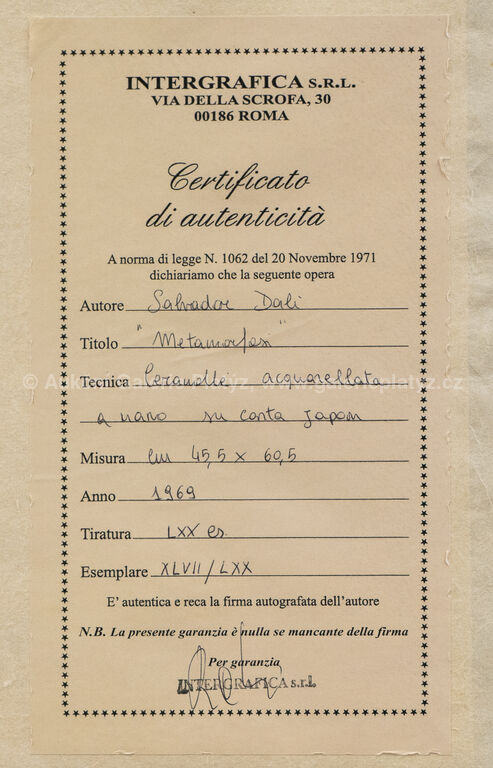 INTERGRAFICA S.R.L.
VIA DELLA SCROFA, 30
00186 ROMA
Certificato
di autenticità
A norma di legge N. 1062 del 20 Novembre 1971
dichiariamo che la seguente opera
Autore Salvador Dali
Titolo "Metamorfosi"
Tecnica acquarellata
a mano su carta Japon
Misura cm 45,5 x 60,5
Anno 1969
Tiratura LXX es.
Esemplare XLVII/LXX
E' autentica e reca la firma autografata dell'autore
N.B. La presente garanzia è nulla se mancante della firma
Per garanzia
INTERGRAFICA s.r.l.